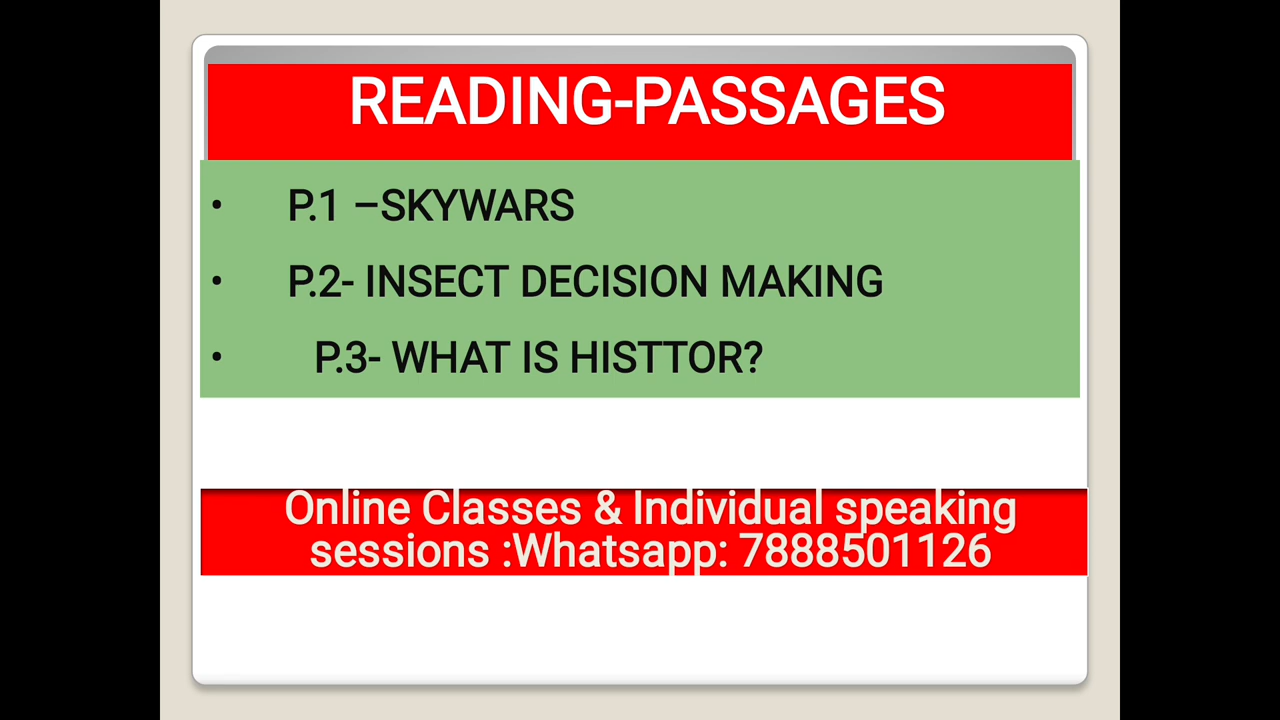 READING-PASSAGES
• P.1 –SKYWARS
• P.2- INSECT DECISION MAKING
• P.3- WHAT IS HISTTOR?
Online Classes & Individual speaking
sessions :Whatsapp: 7888501126